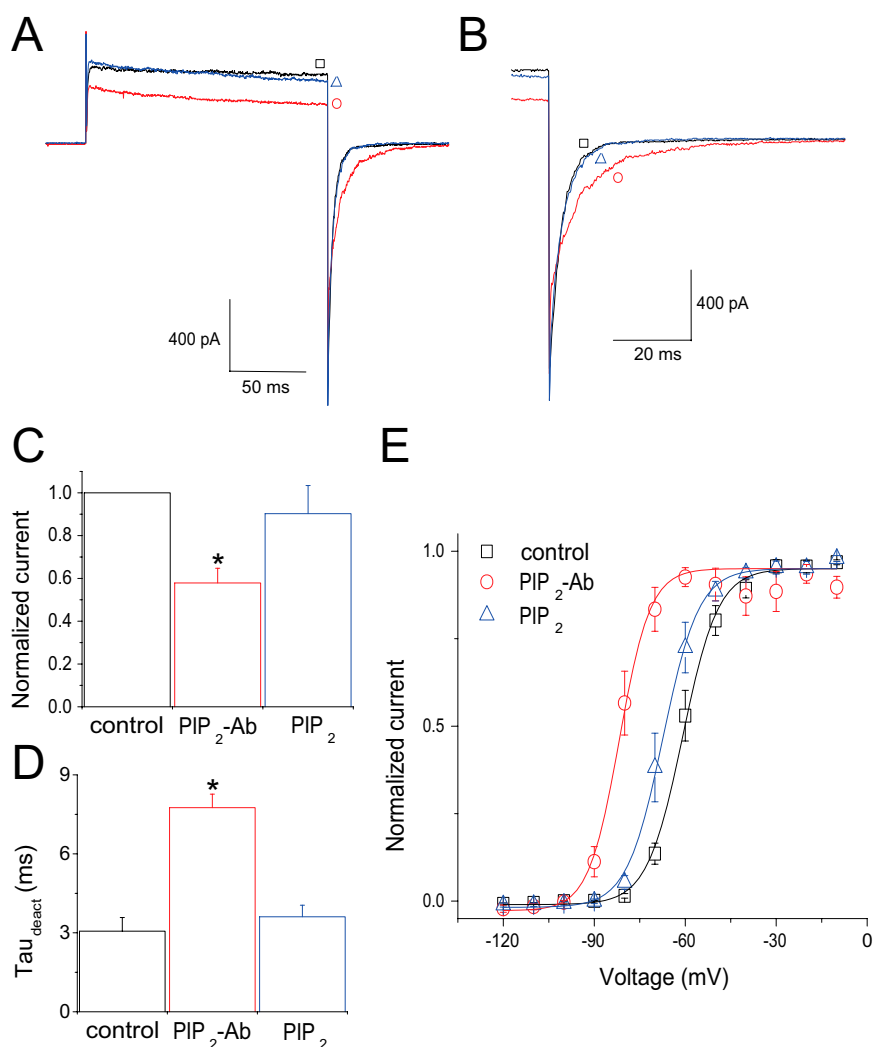 A
B
400 pA
50 ms
400 pA
20 ms
C
Normalized current
1.0
0.8
0.6
0.4
0.2
0.0
*
control
PIP2-Ab
PIP2
D
Tau deact (ms)
9
6
3
0
*
control
PIP2-Ab
PIP2
E
Normalized current
1.0
0.5
0.0
control
PIP2-Ab
PIP2
-120 -90 -60 -30 0
Voltage (mV)